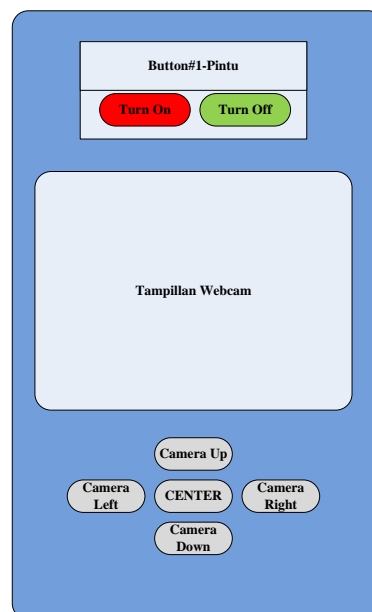 Button#1-Pintu
Turn On
Turn Off
Tampillan Webcam
Camera Up
Camera
Left
CENTER
Camera
Right
Camera
Down